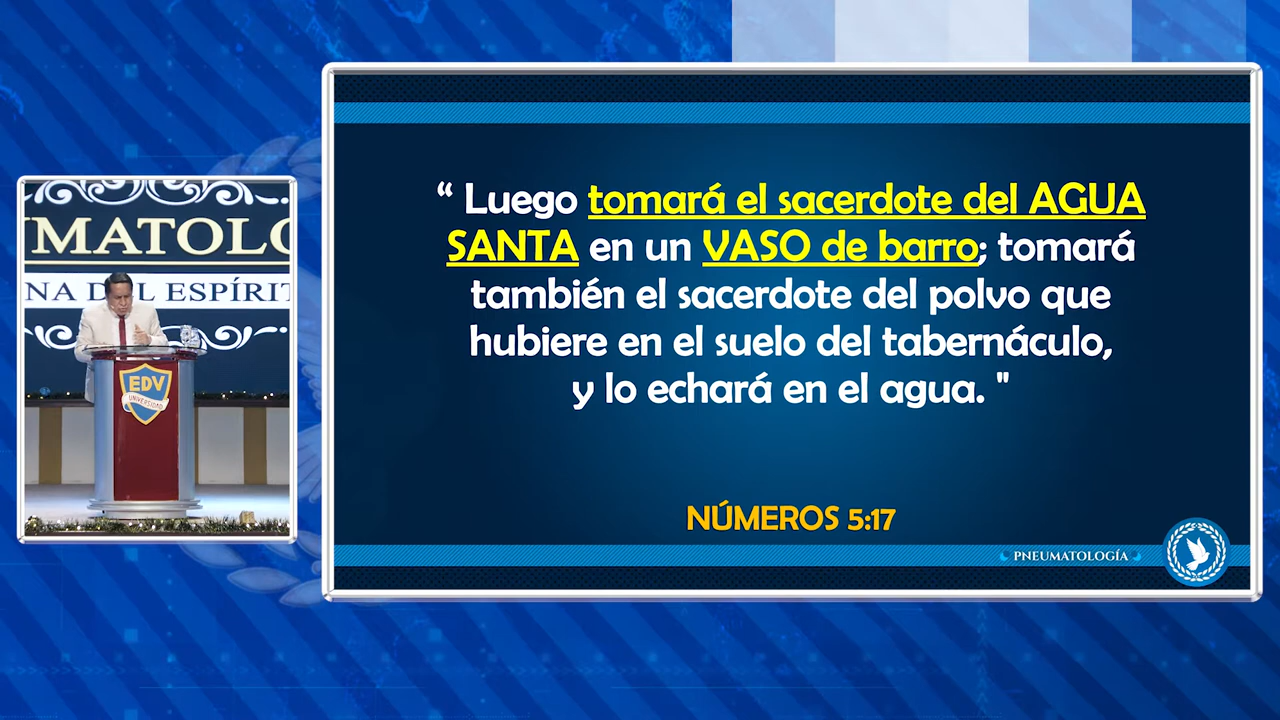 UMATOLO
NA DEL ESPÍRIT
EDV
UNIVERSIDAD
“ Luego tomará el sacerdote del AGUA
SANTA en un VASO de barro; tomará
también el sacerdote del polvo que
hubiere en el suelo del tabernáculo,
y lo echará en el agua. "
NÚMEROS 5:17
PNEUMATOLOGÍA